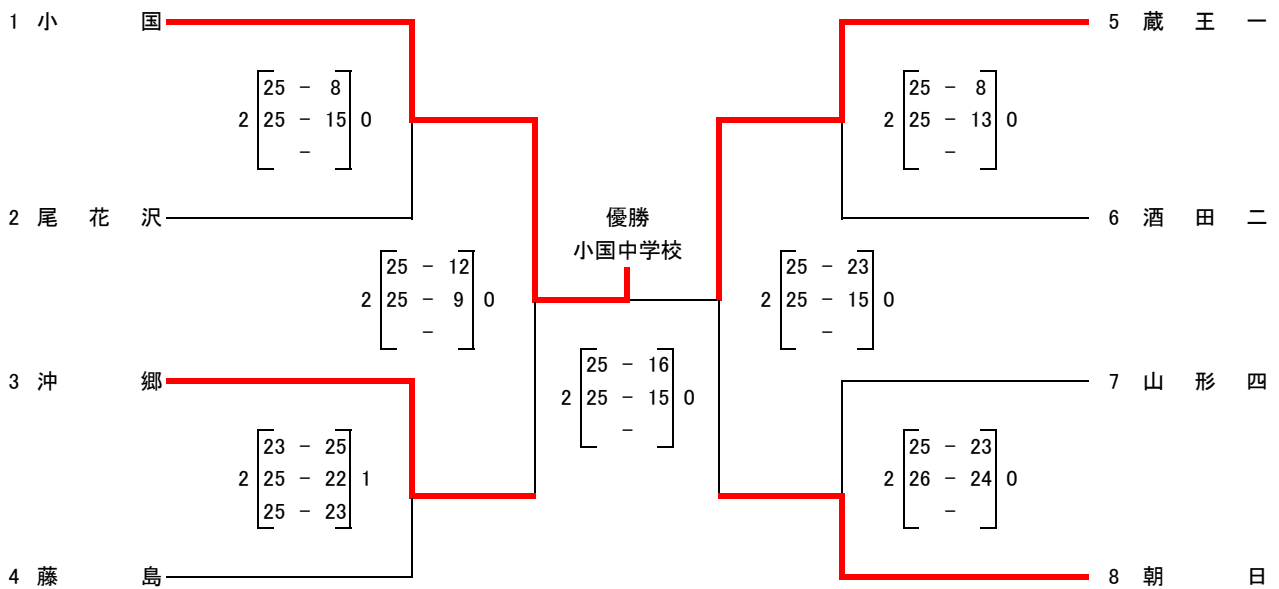 1 小 国
5 蔵 王 一
25 - 8
2 25 - 15 0
-
25 - 8
2 25 - 13 0
-
2 尾 花 沢
優勝
小国中学校
6 酒 田 二
25 - 12
2 25 - 9 0
-
25 - 23
2 25 - 15 0
-
3 沖 郷
25 - 16
2 25 - 15 0
-
7 山 形 四
23 - 25
2 25 - 22 1
25 - 23
25 - 23
2 26 - 24 0
-
4 藤 島
8 朝 日